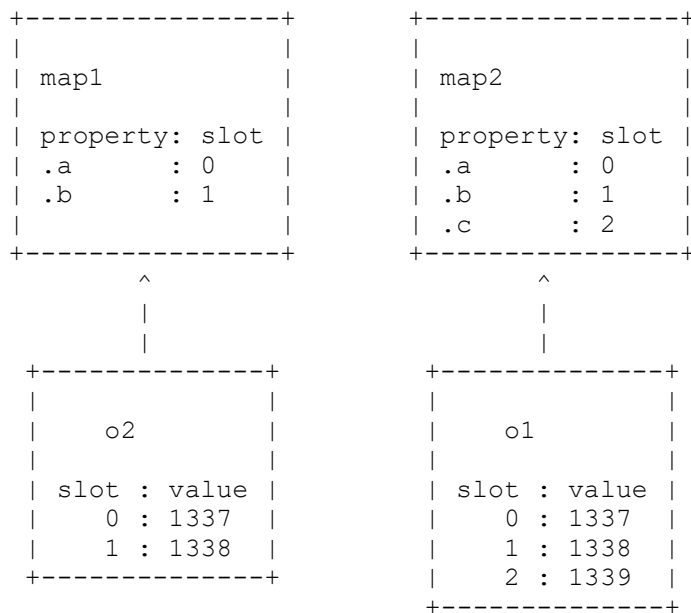 map1
property: slot
.a : 0
.b : 1
map2
property: slot
.a : 0
.b : 1
.c : 2
o2
slot : value
0 : 1337
1 : 1338
o1
slot : value
0 : 1337
1 : 1338
2 : 1339